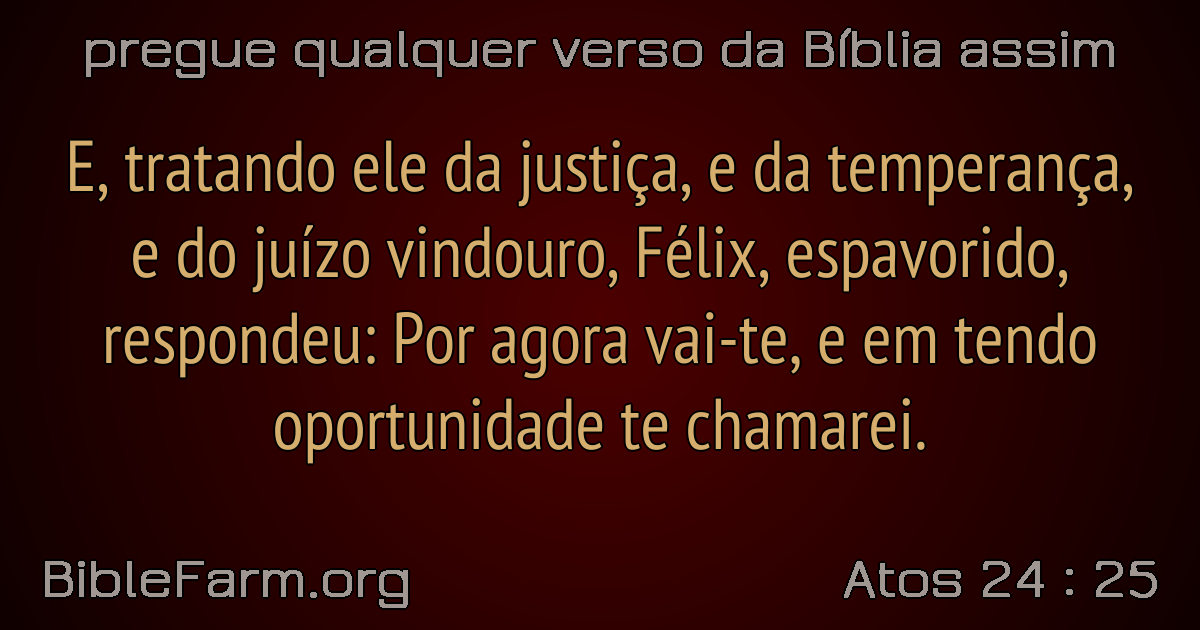 pregue qualquer verso da Bíblia assim
E, tratando ele da justiça, e da temperança,
e do juízo vindouro, Félix, espavorido,
respondeu: Por agora vai-te, e em tendo
oportunidade te chamarei.
BibleFarm.org
Atos 24 : 25